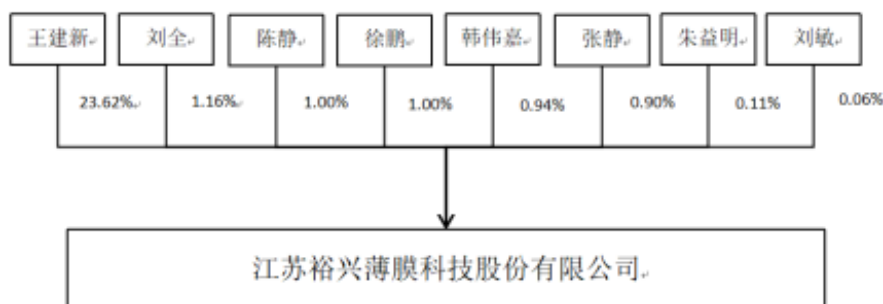 王建新 刘全 陈静 徐鹏 韩伟嘉 张静 朱益明 刘敏
23.62% 1.16% 1.00% 1.00% 0.94% 0.90% 0.11% 0.06%
江苏裕兴薄膜科技股份有限公司